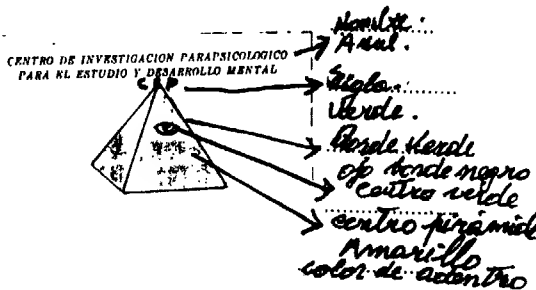 CENTRO DE INVESTIGACION PARAPSICOLOGICO
PARA EL ESTUDIO Y DESARROLLO MENTAL
C P
Nombre:
Azul.
Sigla:
Verde.
Borde Verde
ojo borde negro
centro verde
centro pirámide
Amarillo
color de adentro